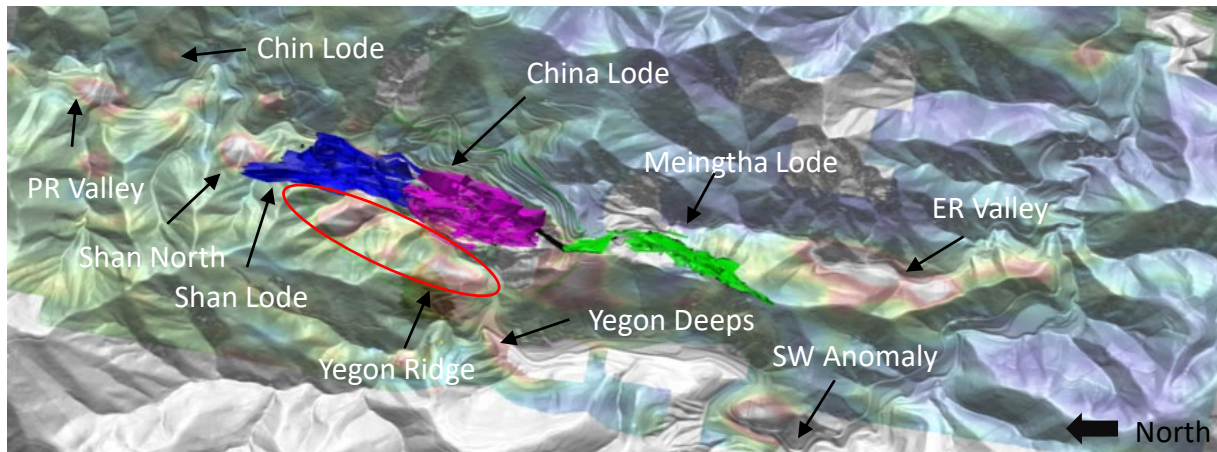 Chin Lode
China Lode
Meingtha Lode
PR Valley
ER Valley
Shan North
Shan Lode
Yegon Deeps
SW Anomaly
Yegon Ridge
North